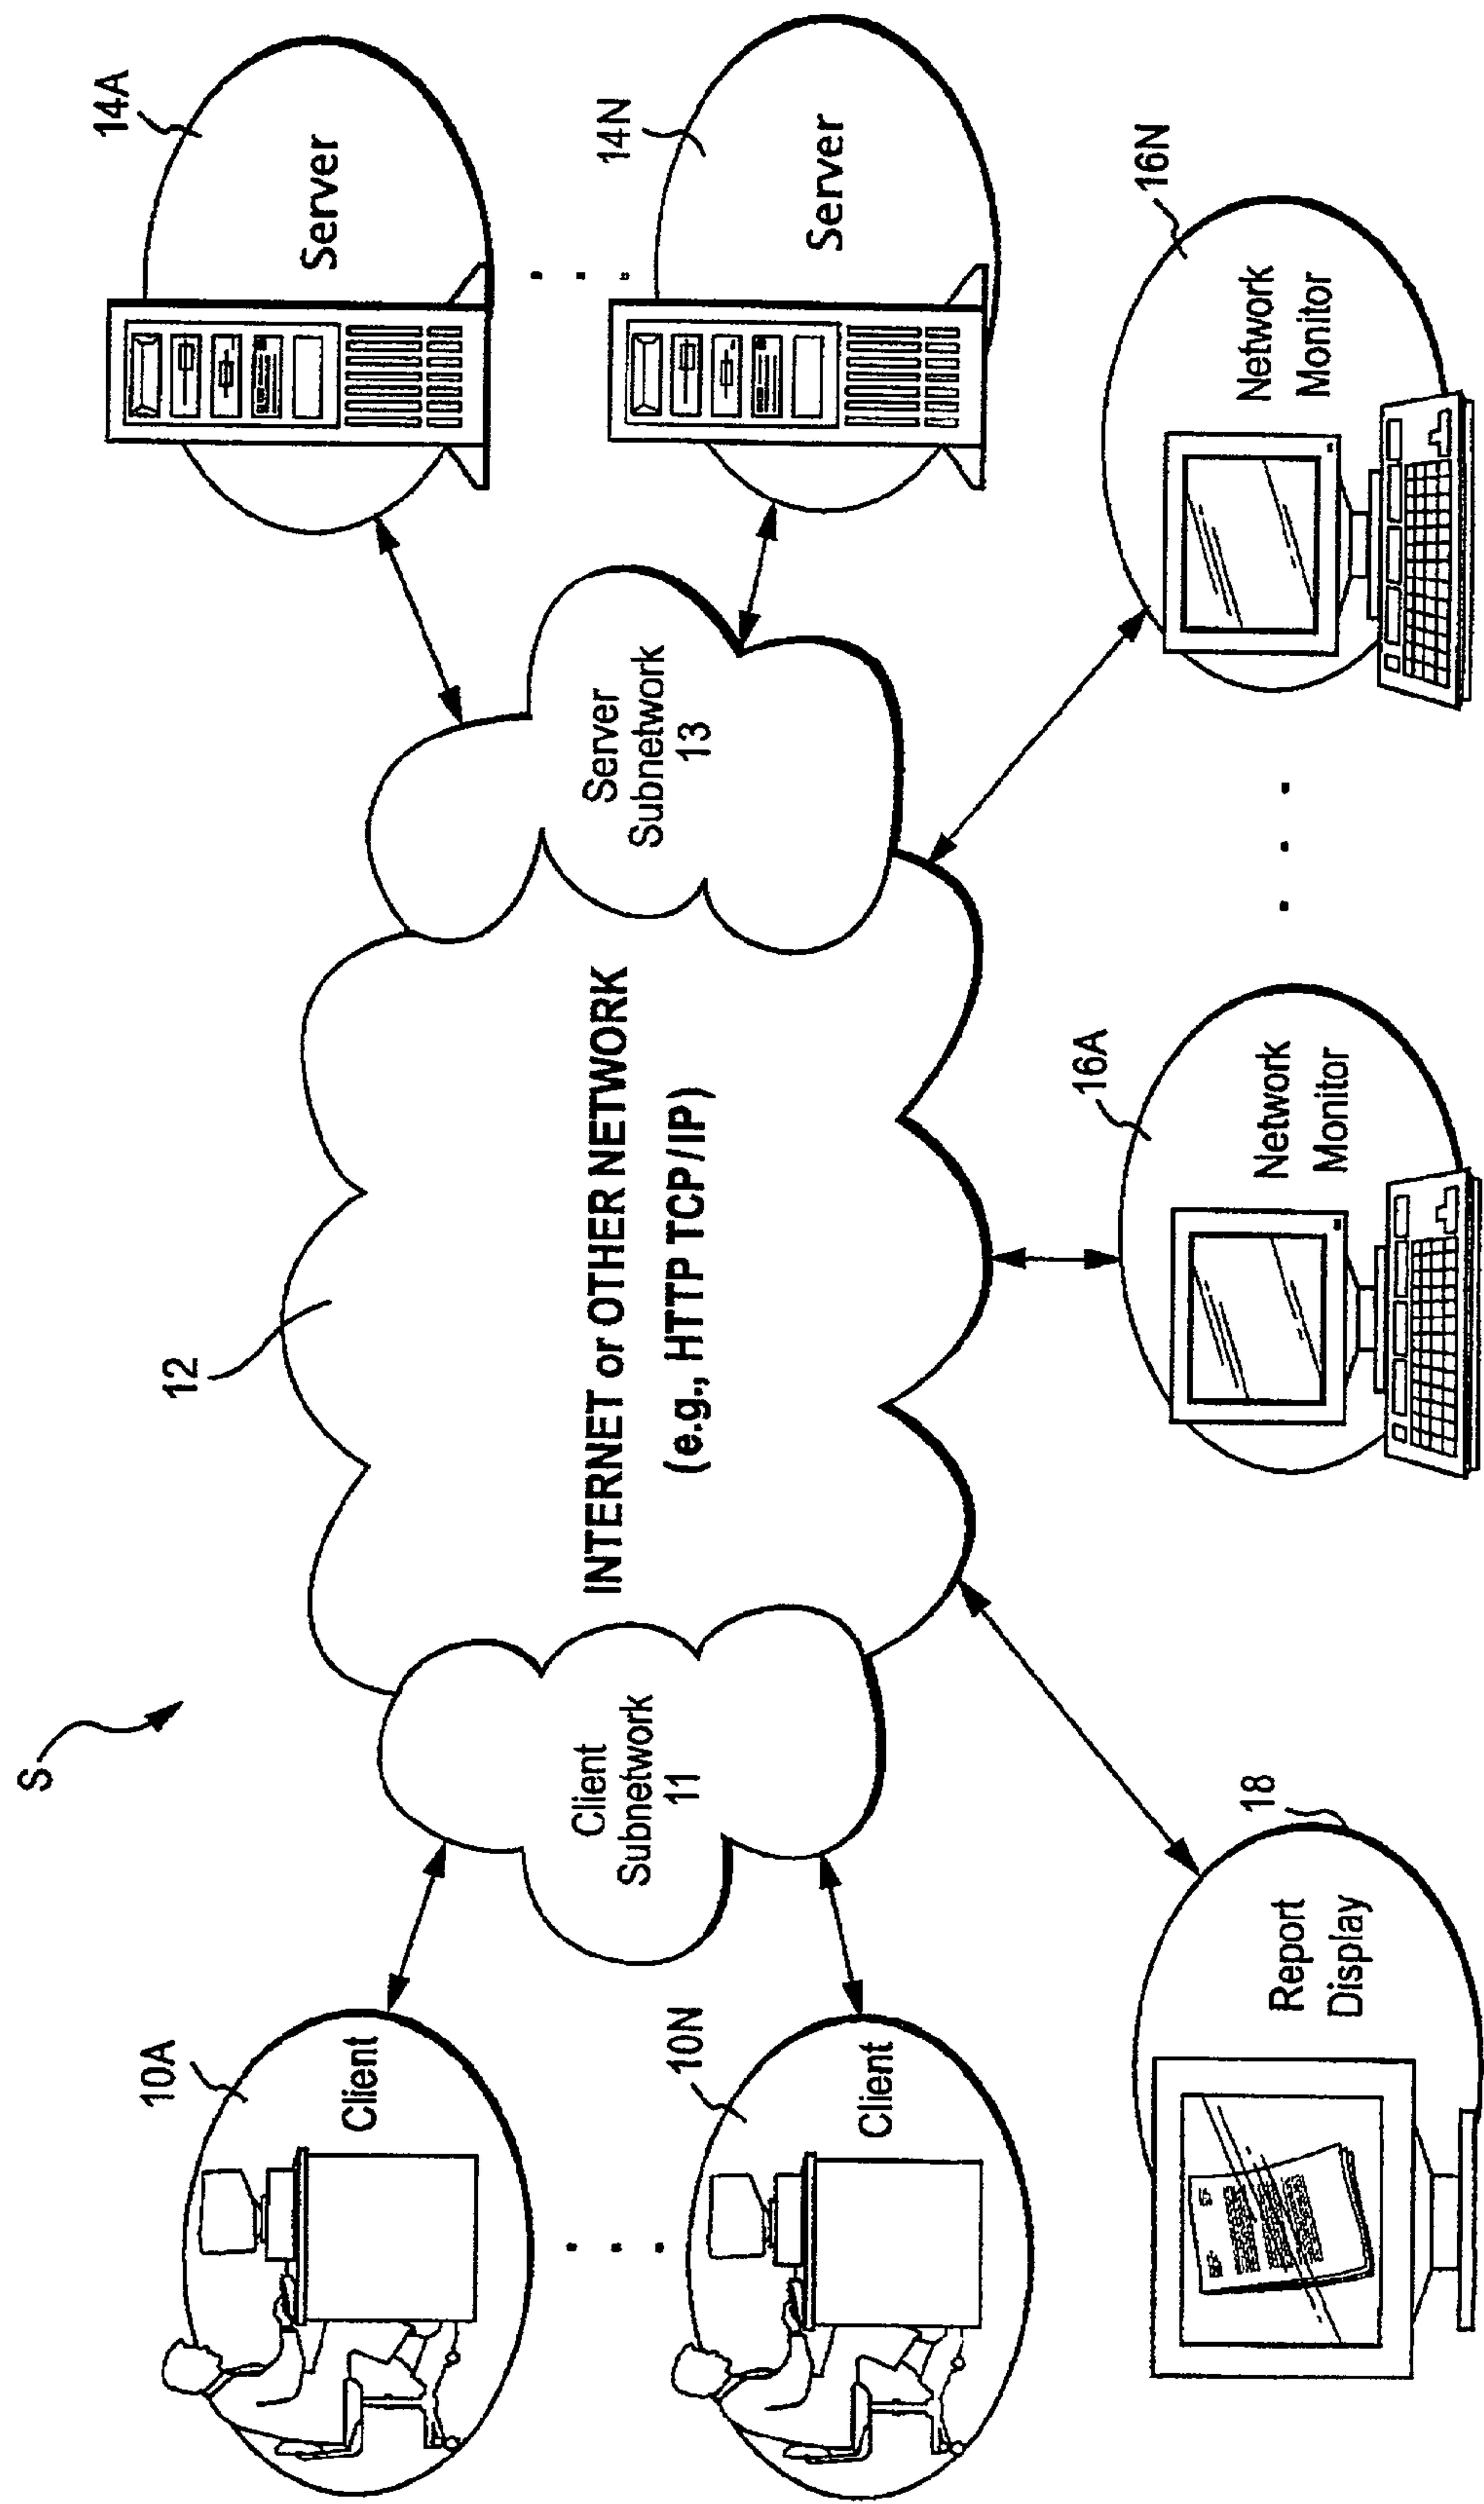 S
12
10A
Client
10N
Client
Client
Subnetwork
11
INTERNET or OTHER NETWORK
(e.g., HTTP TCP/IP)
Server
Subnetwork
13
14A
Server
14N
Server
18
Report
Display
16A
Network
Monitor
16N
Network
Monitor